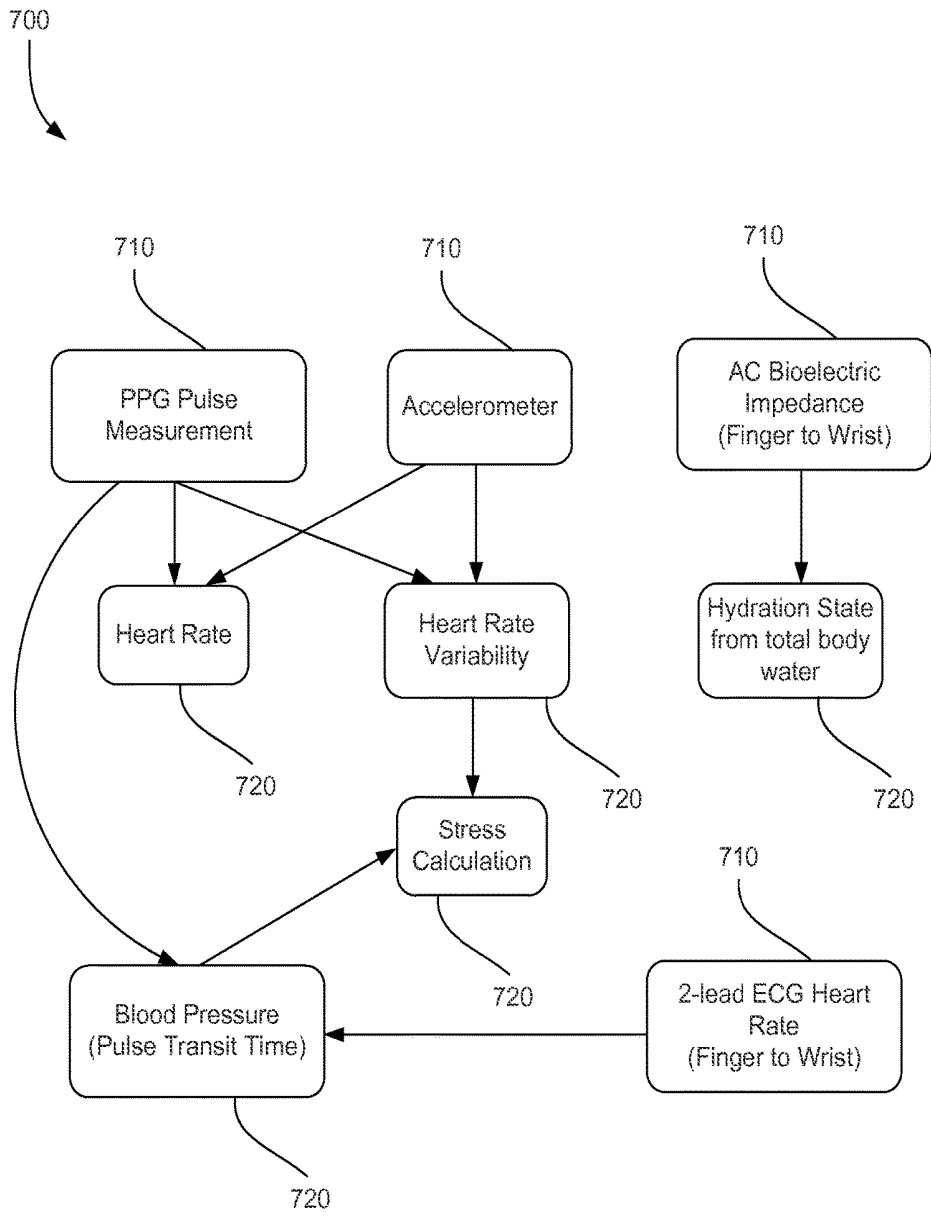 700
710
710
710
PPG Pulse
Measurement
Accelerometer
AC Bioelectric
Impedance
(Finger to Wrist)
Heart Rate
Heart Rate
Variability
Hydration State
from total body
water
720
720
720
Stress
Calculation
710
720
Blood Pressure
(Pulse Transit Time)
2-lead ECG Heart
Rate
(Finger to Wrist)
720